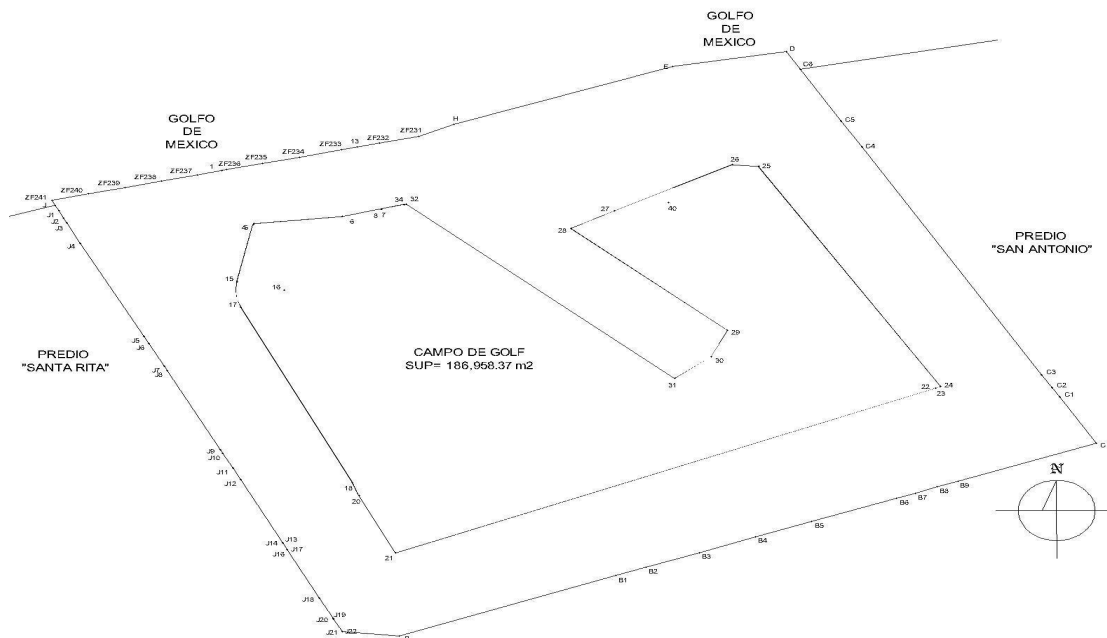 GOLFO
DE
MEXICO
D
C6
E
H
C5
C4
GOLFO
DE
MEXICO
ZF231
ZF232
13
ZF233
ZF234
ZF235
ZF236
1
ZF237
ZF238
ZF239
ZF240
ZF241
J
J1
J2
J3
J4
26
25
27
40
28
34 32
8 7
6
15
16
17
PREDIO
"SAN ANTONIO"
PREDIO
"SANTA RITA"
CAMPO DE GOLF
SUP= 186,958.37 m2
29
30
31
J5
J6
J7
J8
22 24
23
C3
C2
C1
C
J9
J10
J11
J12
18
20
21
J13
J14
J17
J16
J18
J19
J20
J21 J22
B1
B2
B3
B4
B5
B6
B7
B8
B9
N